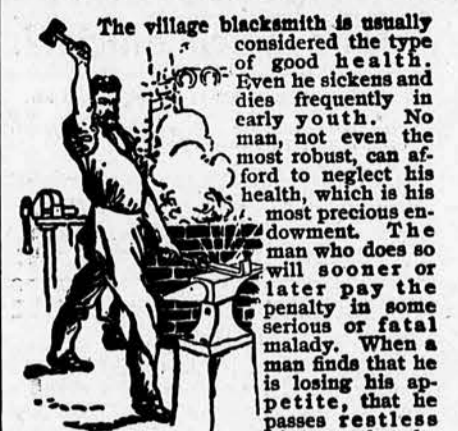 The village blacksmith is usually
considered the type
of good health.
Even he sickens and
dies frequently in
early youth. No
man, not even the
most robust, can af-
ford to neglect his
health, which is his
most precious en-
dowment. The
man who does so
will sooner or
later pay the
penalty in some
serious or fatal
malady. When a
man finds that he
is losing his ap-
petite, that he
passes restless